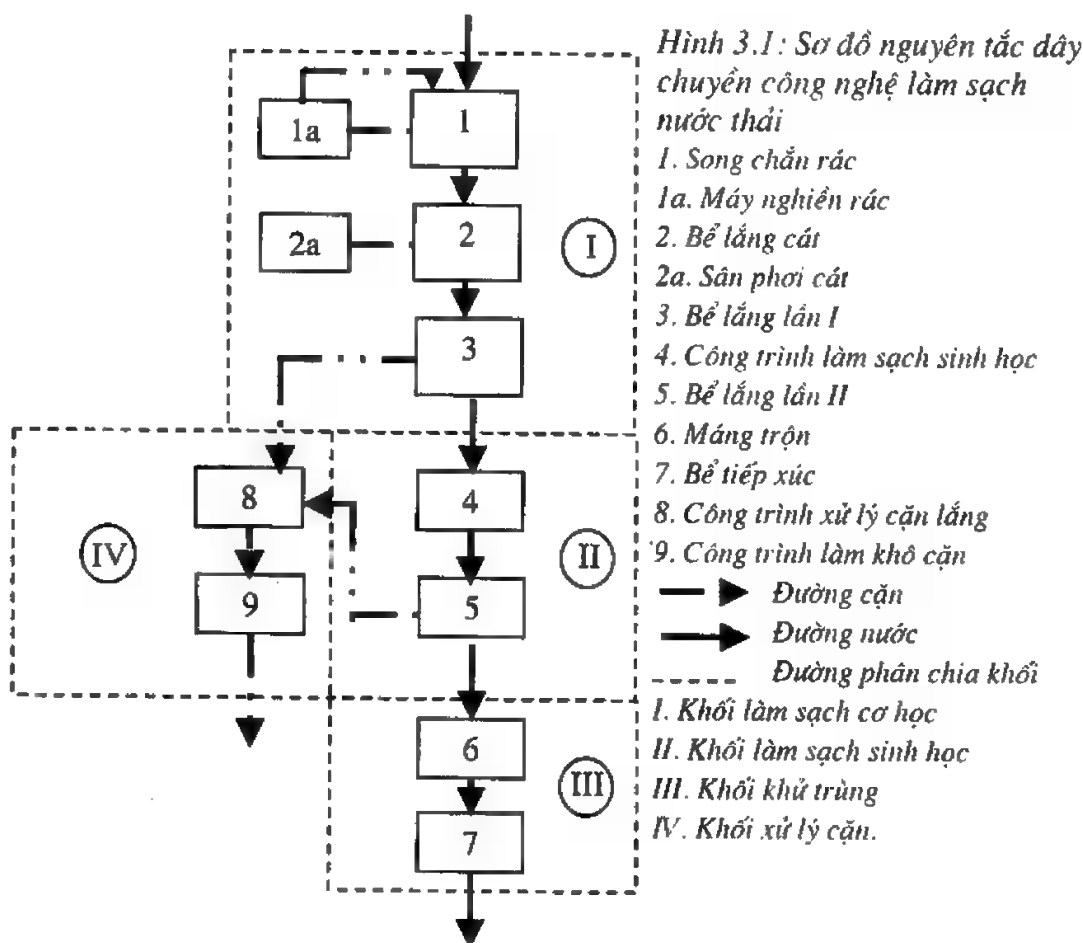 Hình 3.1: Sơ đồ nguyên tắc dây
chuyền công nghệ làm sạch
nước thải
1. Song chắn rác
1a. Máy nghiền rác
2. Bể lắng cát
2a. Sân phơi cát
3. Bể lắng lần I
4. Công trình làm sạch sinh học
5. Bể lắng lần II
6. Máng trộn
7. Bể tiếp xúc
8. Công trình xử lý cặn lắng
9. Công trình làm khô cặn
Đường cặn
Đường nước
Đường phân chia khối
I. Khối làm sạch cơ học
II. Khối làm sạch sinh học
III. Khối khử trùng
IV. Khối xử lý cặn.
1a
1
2a
2
I
3
8
4
IV
II
9
5
6
III
7